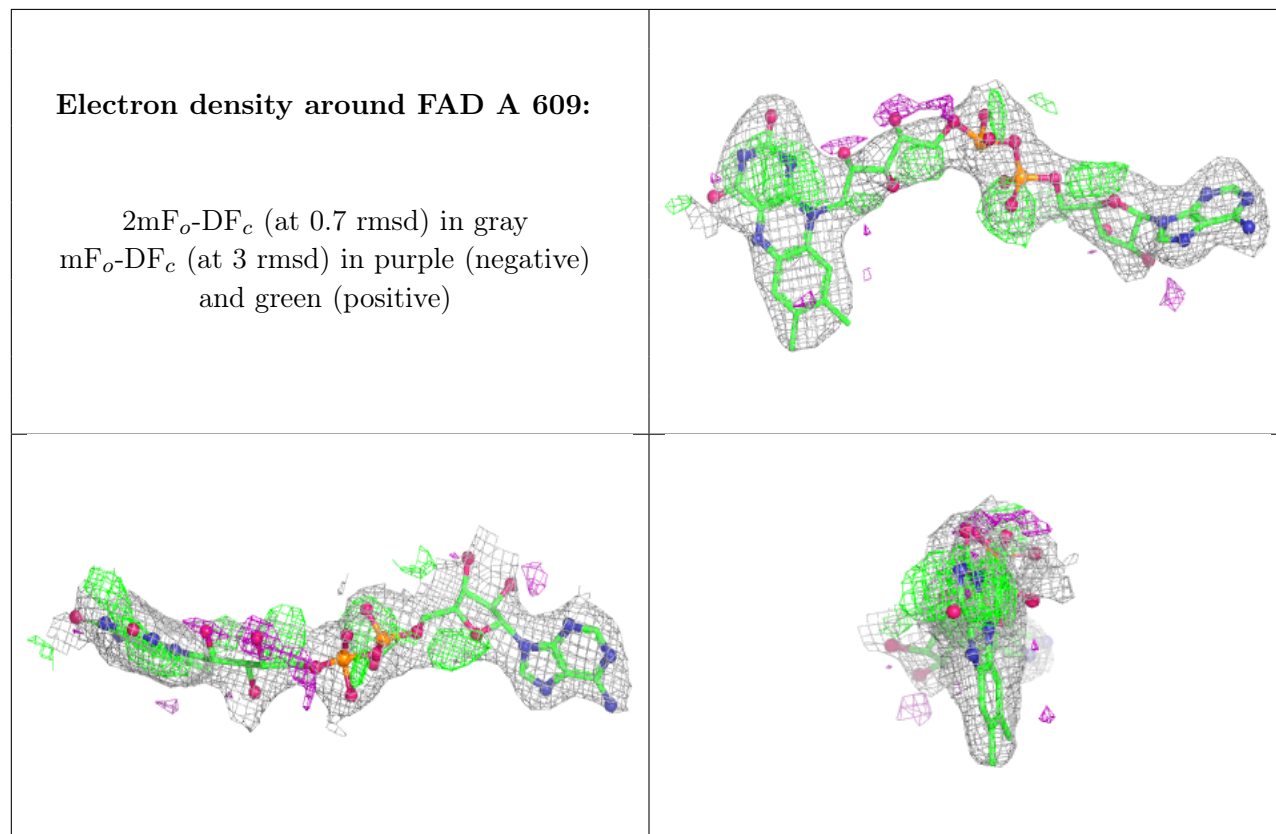 Electron density around FAD A 609:
2mFo-DFc (at 0.7 rmsd) in gray
mFo-DFc (at 3 rmsd) in purple (negative)
and green (positive)